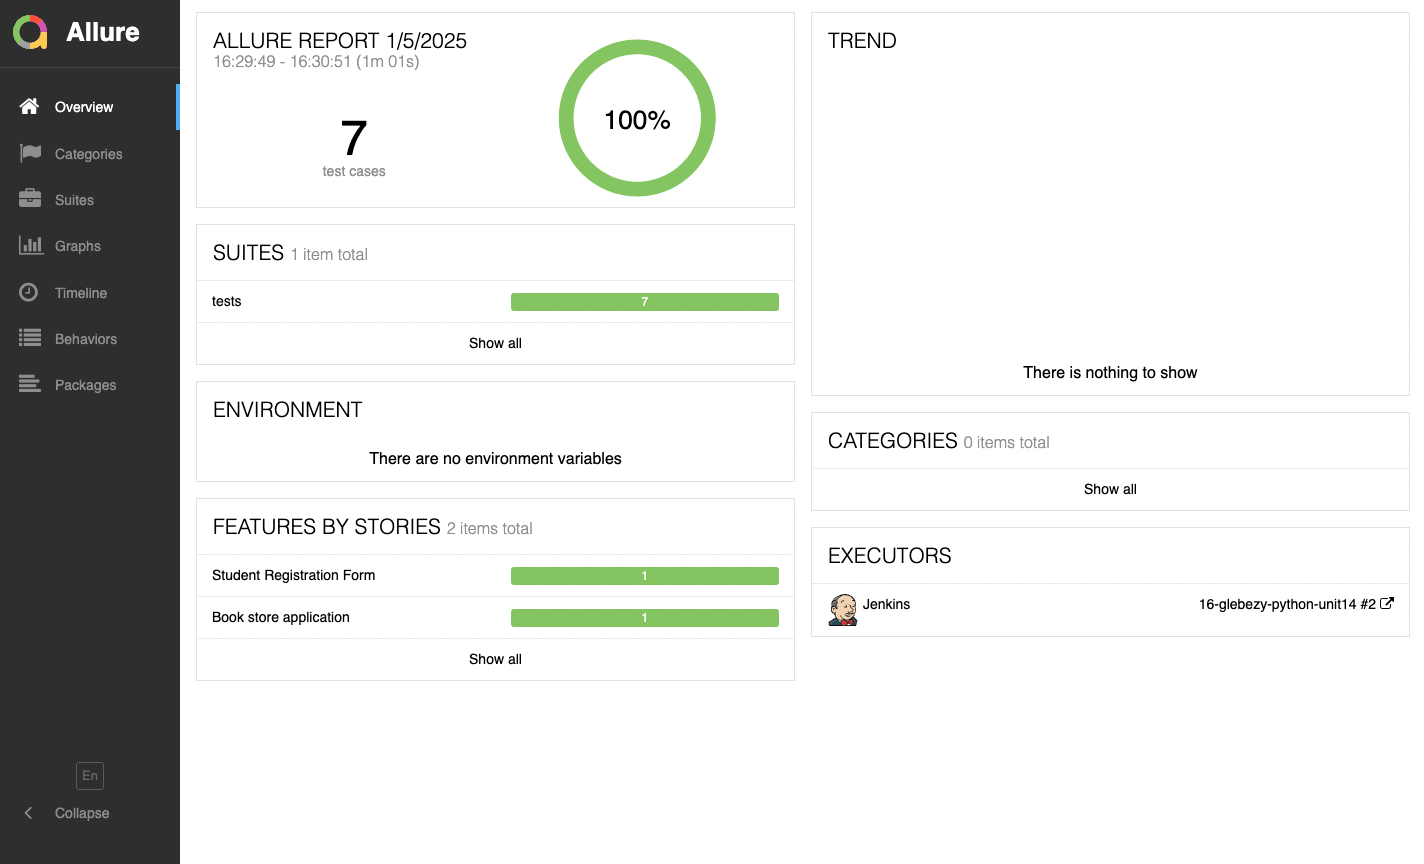 Allure
Overview
Categories
Suites
Graphs
Timeline
Behaviors
Packages
En
Collapse
ALLURE REPORT 1/5/2025
16:29:49 - 16:30:51 (1m 01s)
7
test cases
100%
SUITES 1 item total
tests 7
Show all
ENVIRONMENT
There are no environment variables
FEATURES BY STORIES 2 items total
Student Registration Form 1
Book store application 1
Show all
TREND
There is nothing to show
CATEGORIES 0 items total
Show all
EXECUTORS
Jenkins 16-glebezy-python-unit14 #2